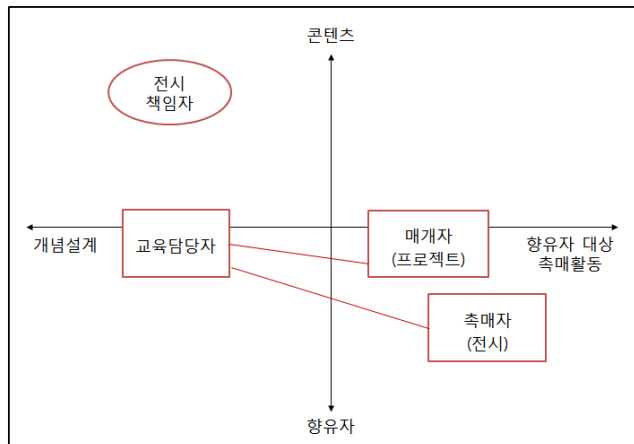 콘텐츠
전시
책임자
개념설계
교육담당자
매개자
(프로젝트)
향유자 대상
촉매활동
촉매자
(전시)
향유자